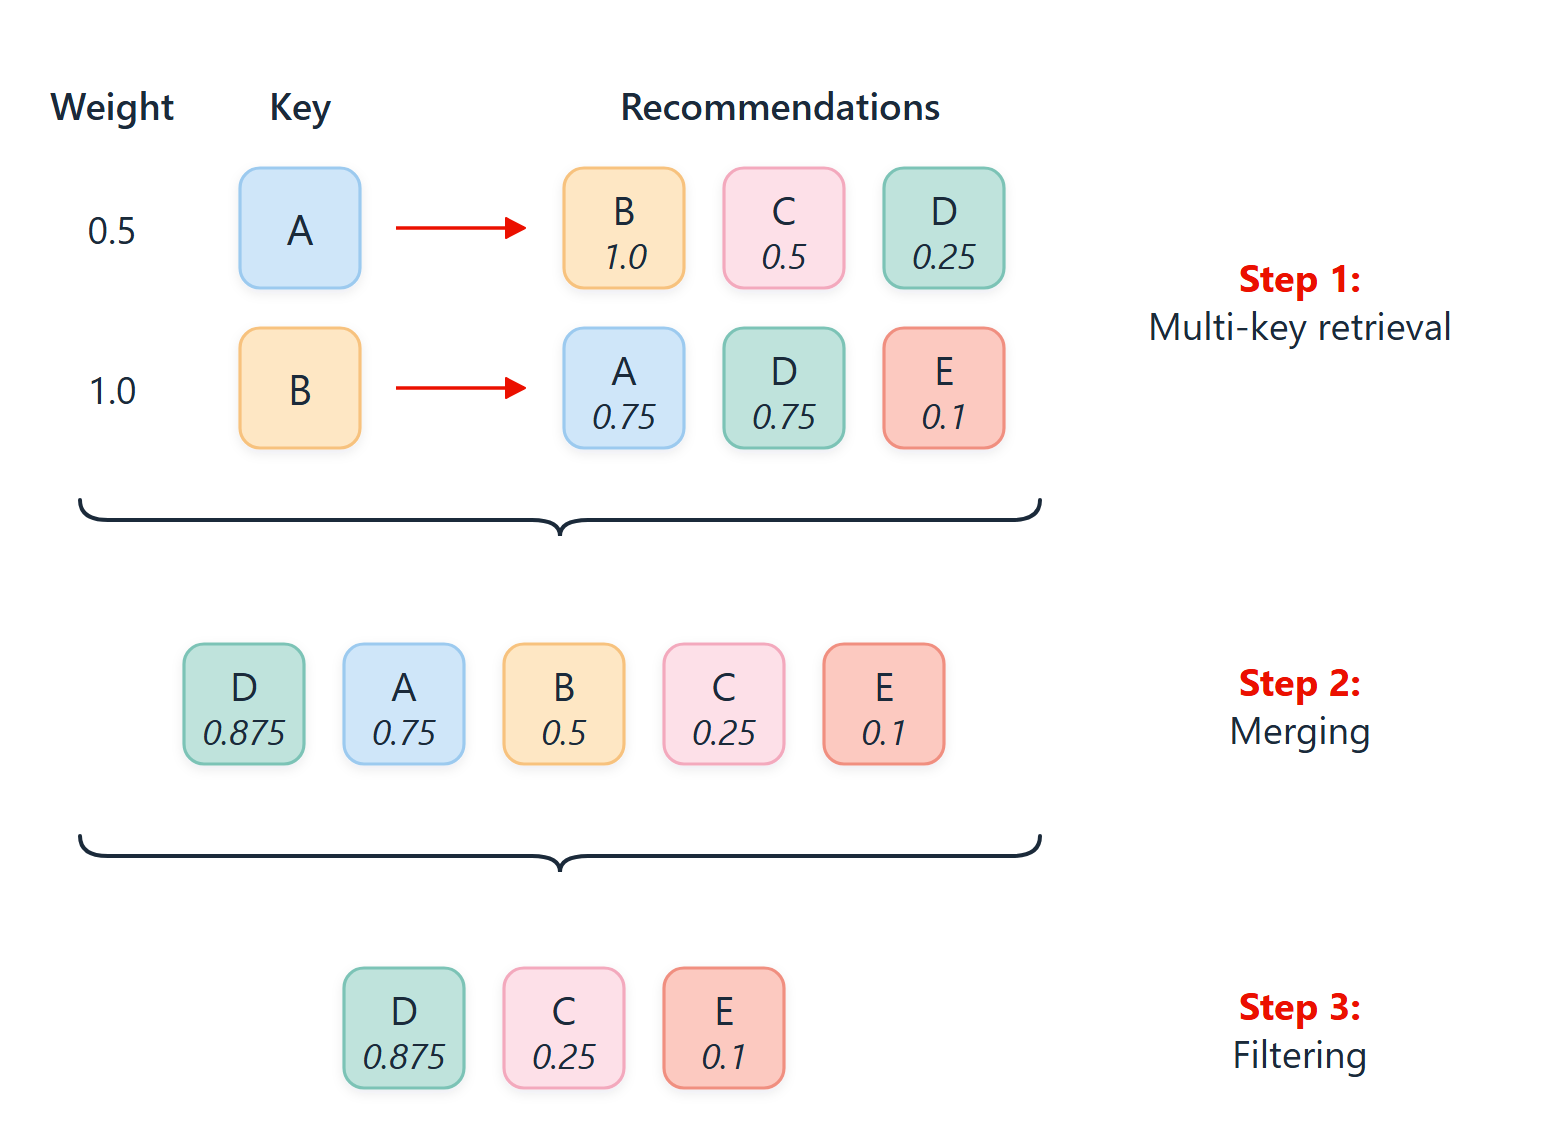 Weight Key Recommendations
0.5 A B C D
1.0 0.5 0.25
Step 1:
Multi-key retrieval
1.0 B A D E
0.75 0.75 0.1
D A B C E
0.875 0.75 0.5 0.25 0.1
Step 2:
Merging
D C E
0.875 0.25 0.1
Step 3:
Filtering